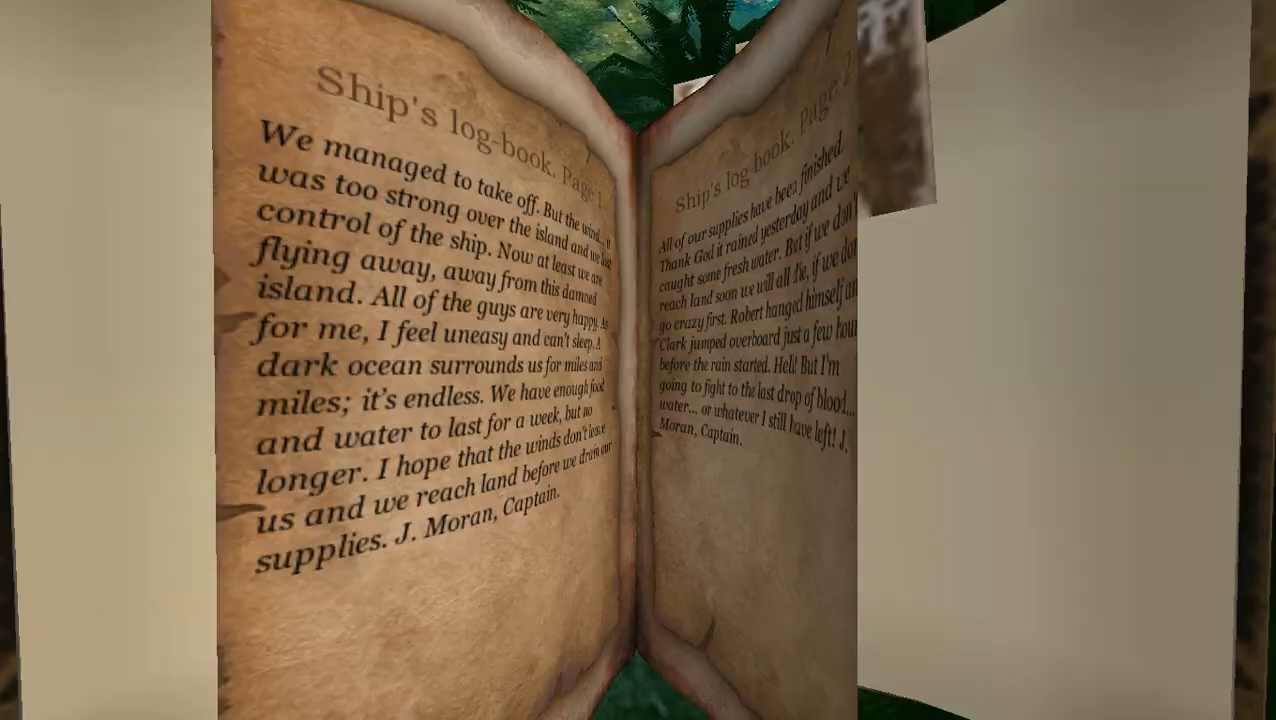 Ship's log-book. Page 1
We managed to take off. But the wind... it
was too strong over the island and we lost
control of the ship. Now at least we are
flying away, away from this damned
island. All of the guys are very happy. As
for me, I feel uneasy and can't sleep. A
dark ocean surrounds us for miles and
miles; it's endless. We have enough food
and water to last for a week, but no
longer. I hope that the winds don't leave
us and we reach land before we drain our
supplies. J. Moran, Captain.
Ship's log-book. Page 2
All of our supplies have been finished.
Thank God it rained yesterday and we
caught some fresh water. But if we don't
reach land soon we will all die, if we don
go crazy first. Robert hanged himself an
Clark jumped overboard just a few hour
before the rain started. Hell! But I'm
going to fight to the last drop of blood...
water... or whatever I still have left! J,
Moran, Captain.